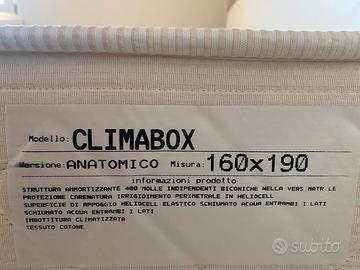 Modello: CLIMABOX
Versione: ANATOMICO Misura: 160x190
informazioni prodotto
STRUTTURA AMMORTIZZANTE 400 MOLLE INDIPENDENTI BICONICHE NELLA VERS.MATR.LE
PROTEZIONE CARENATURA IRRIGIDIMENTO PERIMETRALE IN HELIOCELL
SUPERFICIE DI APPOGGIO HELIOCELL ELASTICO SCHIUMATO ACQUA ENTRAMBI I LATI
SCHIUMATO ACQUA ENTRAMBI I LATI
IMBOTTITURA CLIMATIZZATA
TESSUTO COTONE
subito